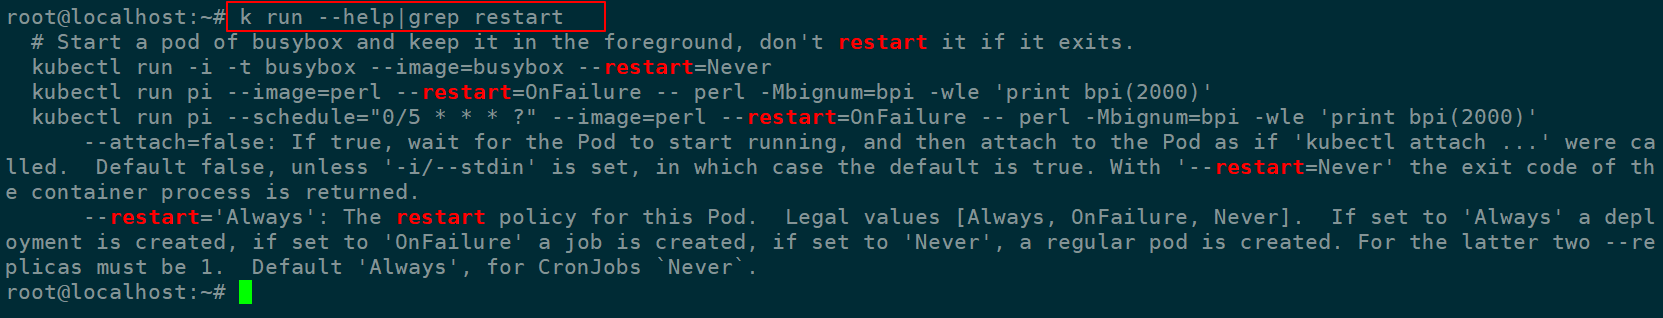 root@localhost:~# k run --help|grep restart
  # Start a pod of busybox and keep it in the foreground, don't restart it if it exits.
  kubectl run -i -t busybox --image=busybox --restart=Never
  kubectl run pi --image=perl --restart=OnFailure -- perl -Mbignum=bpi -wle 'print bpi(2000)'
  kubectl run pi --schedule="0/5 * * * ?" --image=perl --restart=OnFailure -- perl -Mbignum=bpi -wle 'print bpi(2000)'
      --attach=false: If true, wait for the Pod to start running, and then attach to the Pod as if 'kubectl attach ...' were ca
lled.  Default false, unless '-i/--stdin' is set, in which case the default is true. With '--restart=Never' the exit code of th
e container process is returned.
      --restart='Always': The restart policy for this Pod.  Legal values [Always, OnFailure, Never].  If set to 'Always' a depl
oyment is created, if set to 'OnFailure' a job is created, if set to 'Never', a regular pod is created. For the latter two --re
plicas must be 1.  Default 'Always', for CronJobs `Never`.
root@localhost:~#